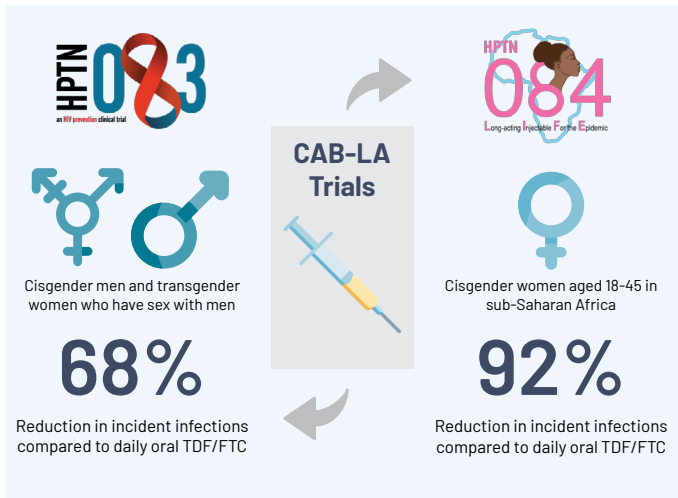 HPTN
083
an HIV prevention clinical trial
Cisgender men and transgender
women who have sex with men
68%
Reduction in incident infections
compared to daily oral TDF/FTC
CAB-LA
Trials
HPTN
084
Long-acting Injectable For the Epidemic
Cisgender women aged 18-45 in
sub-Saharan Africa
92%
Reduction in incident infections
compared to daily oral TDF/FTC